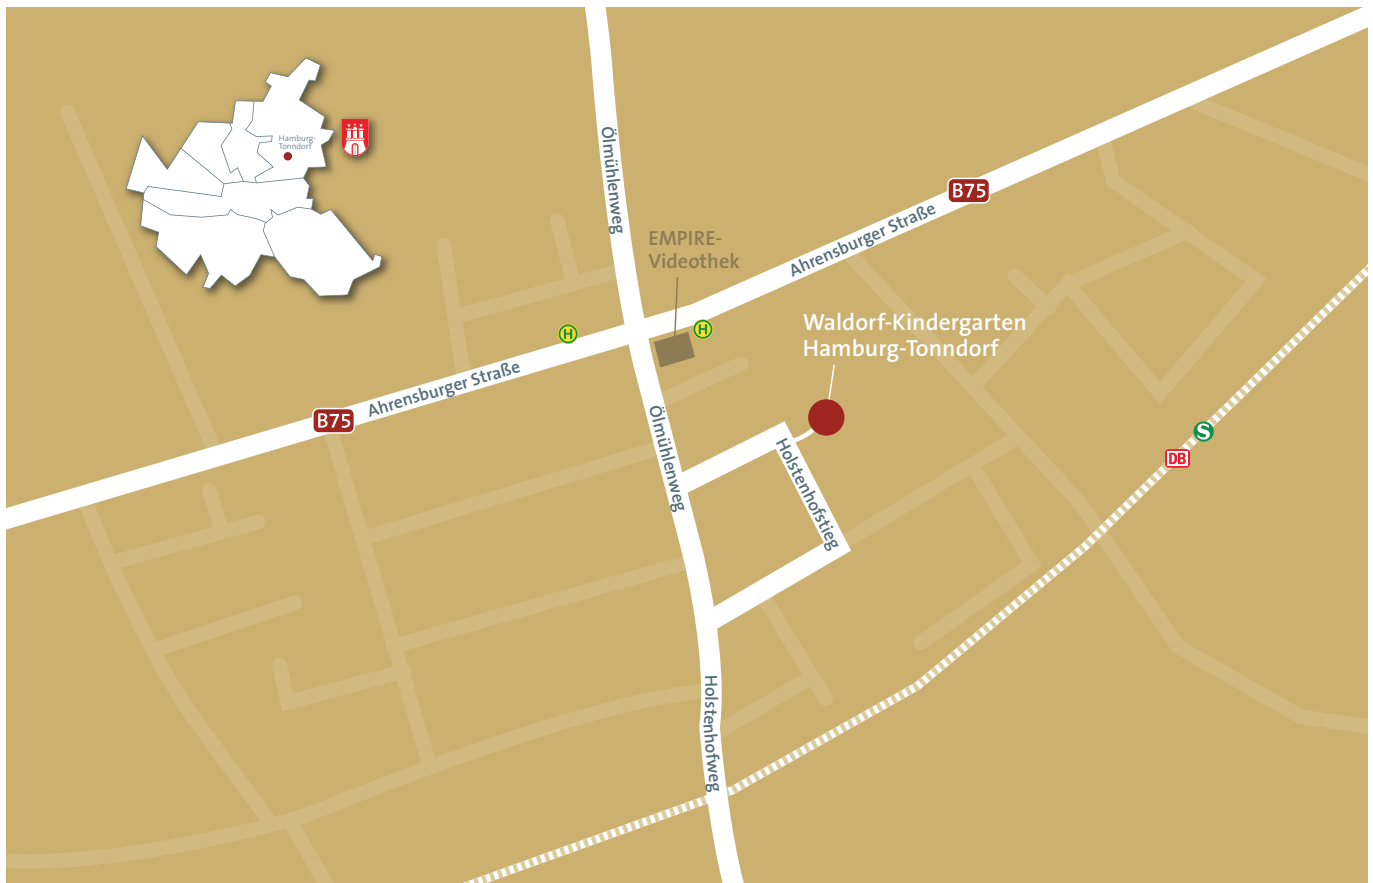 Hamburg-
Tonndorf
Ölmühlenweg
B75
Ahrensburger Straße
EMPIRE-
Videothek
H
H
Waldorf-Kindergarten
Hamburg-Tonndorf
Ahrensburger Straße
B75
Ölmühlenweg
Holstenhofstieg
S
DB
Holstenhofweg